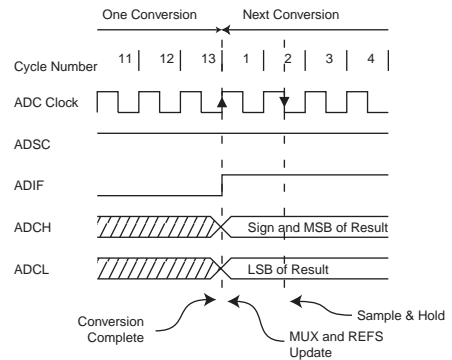 One Conversion
Next Conversion
Cycle Number
11
12
13
1
2
3
4
ADC Clock
ADSC
ADIF
ADCH
Sign and MSB of Result
ADCL
LSB of Result
Conversion
Complete
MUX and REFS
Update
Sample & Hold